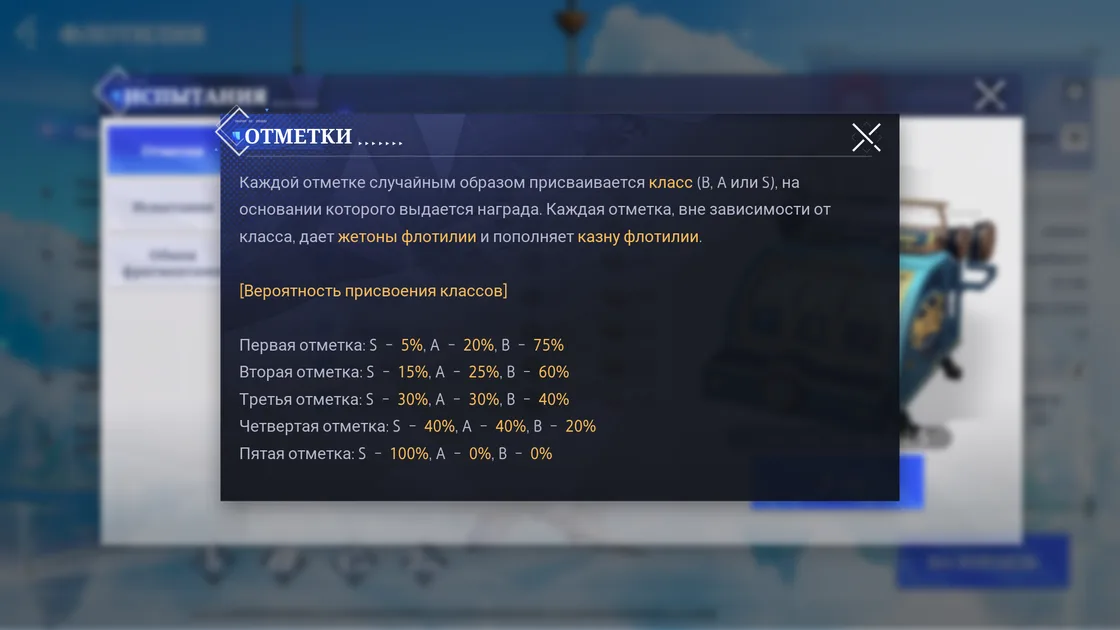 ФЛОТИЛИЯ
ИСПЫТАНИЯ
ОТМЕТКИ
Каждой отметке случайным образом присваивается класс (B, A или S), на
основании которого выдается награда. Каждая отметка, вне зависимости от
класса, дает жетоны флотилии и пополняет казну флотилии.
[Вероятность присвоения классов]
Первая отметка: S - 5%, A - 20%, B - 75%
Вторая отметка: S - 15%, A - 25%, B - 60%
Третья отметка: S - 30%, A - 30%, B - 40%
Четвертая отметка: S - 40%, A - 40%, B - 20%
Пятая отметка: S - 100%, A - 0%, B - 0%